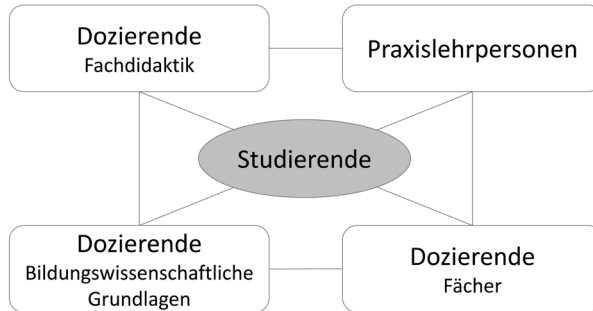 Dozierende
Fachdidaktik
Praxislehrpersonen
Studierende
Dozierende
Bildungswissenschaftliche
Grundlagen
Dozierende
Fächer